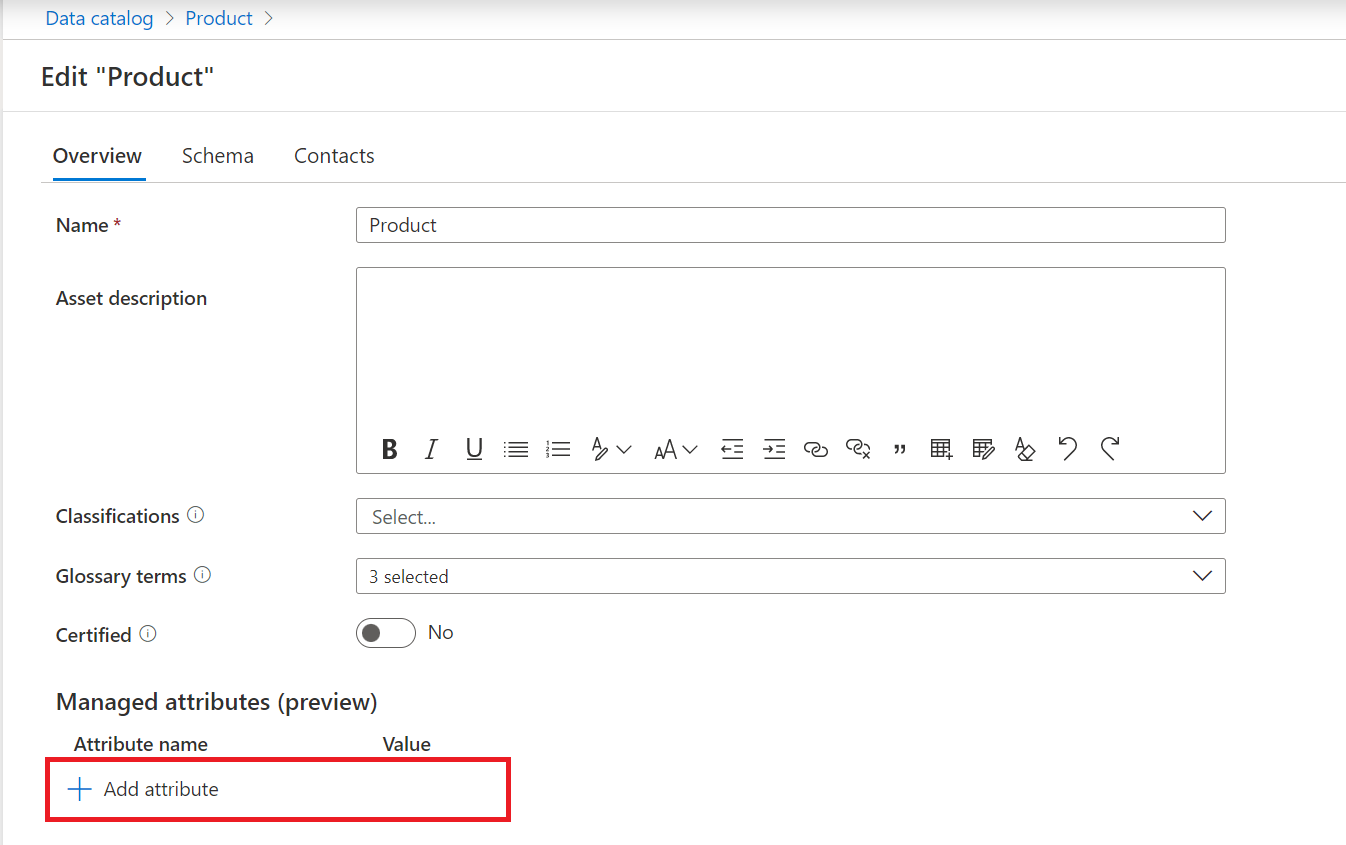 Data catalog > Product >
Edit "Product"
Overview Schema Contacts
Name * Product
Asset description
B I U
Classifications Select...
Glossary terms 3 selected
Certified No
Managed attributes (preview)
Attribute name Value
Add attribute